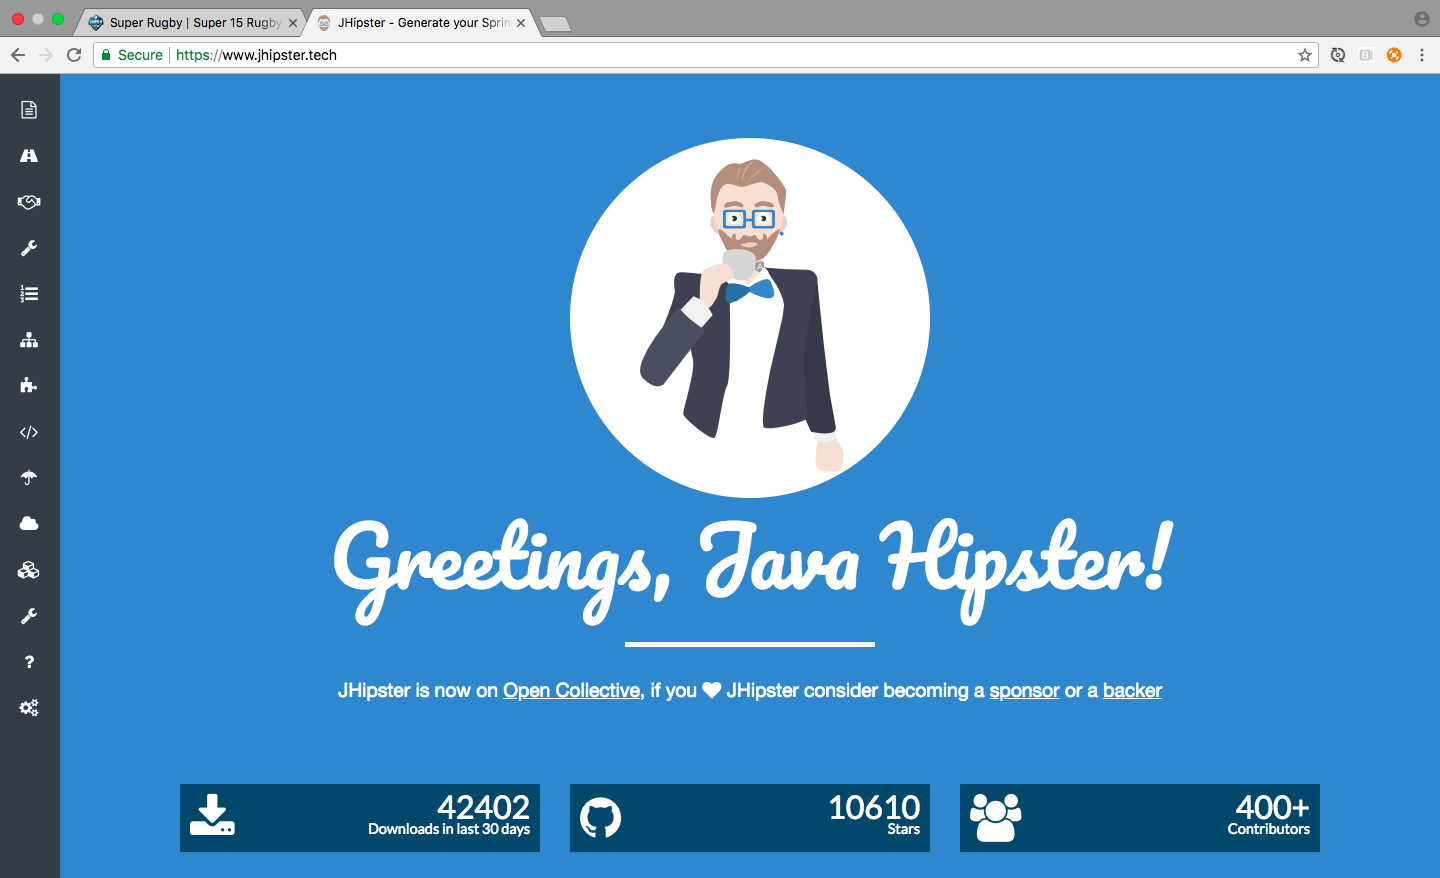 Super Rugby | Super 15 Rugby
JHipster - Generate your Sprin
Secure
https://www.jhipster.tech
Greetings, Java Hipster!
JHipster is now on Open Collective, if you JHipster consider becoming a sponsor or a backer
42402
Downloads in last 30 days
10610
Stars
400+
Contributors